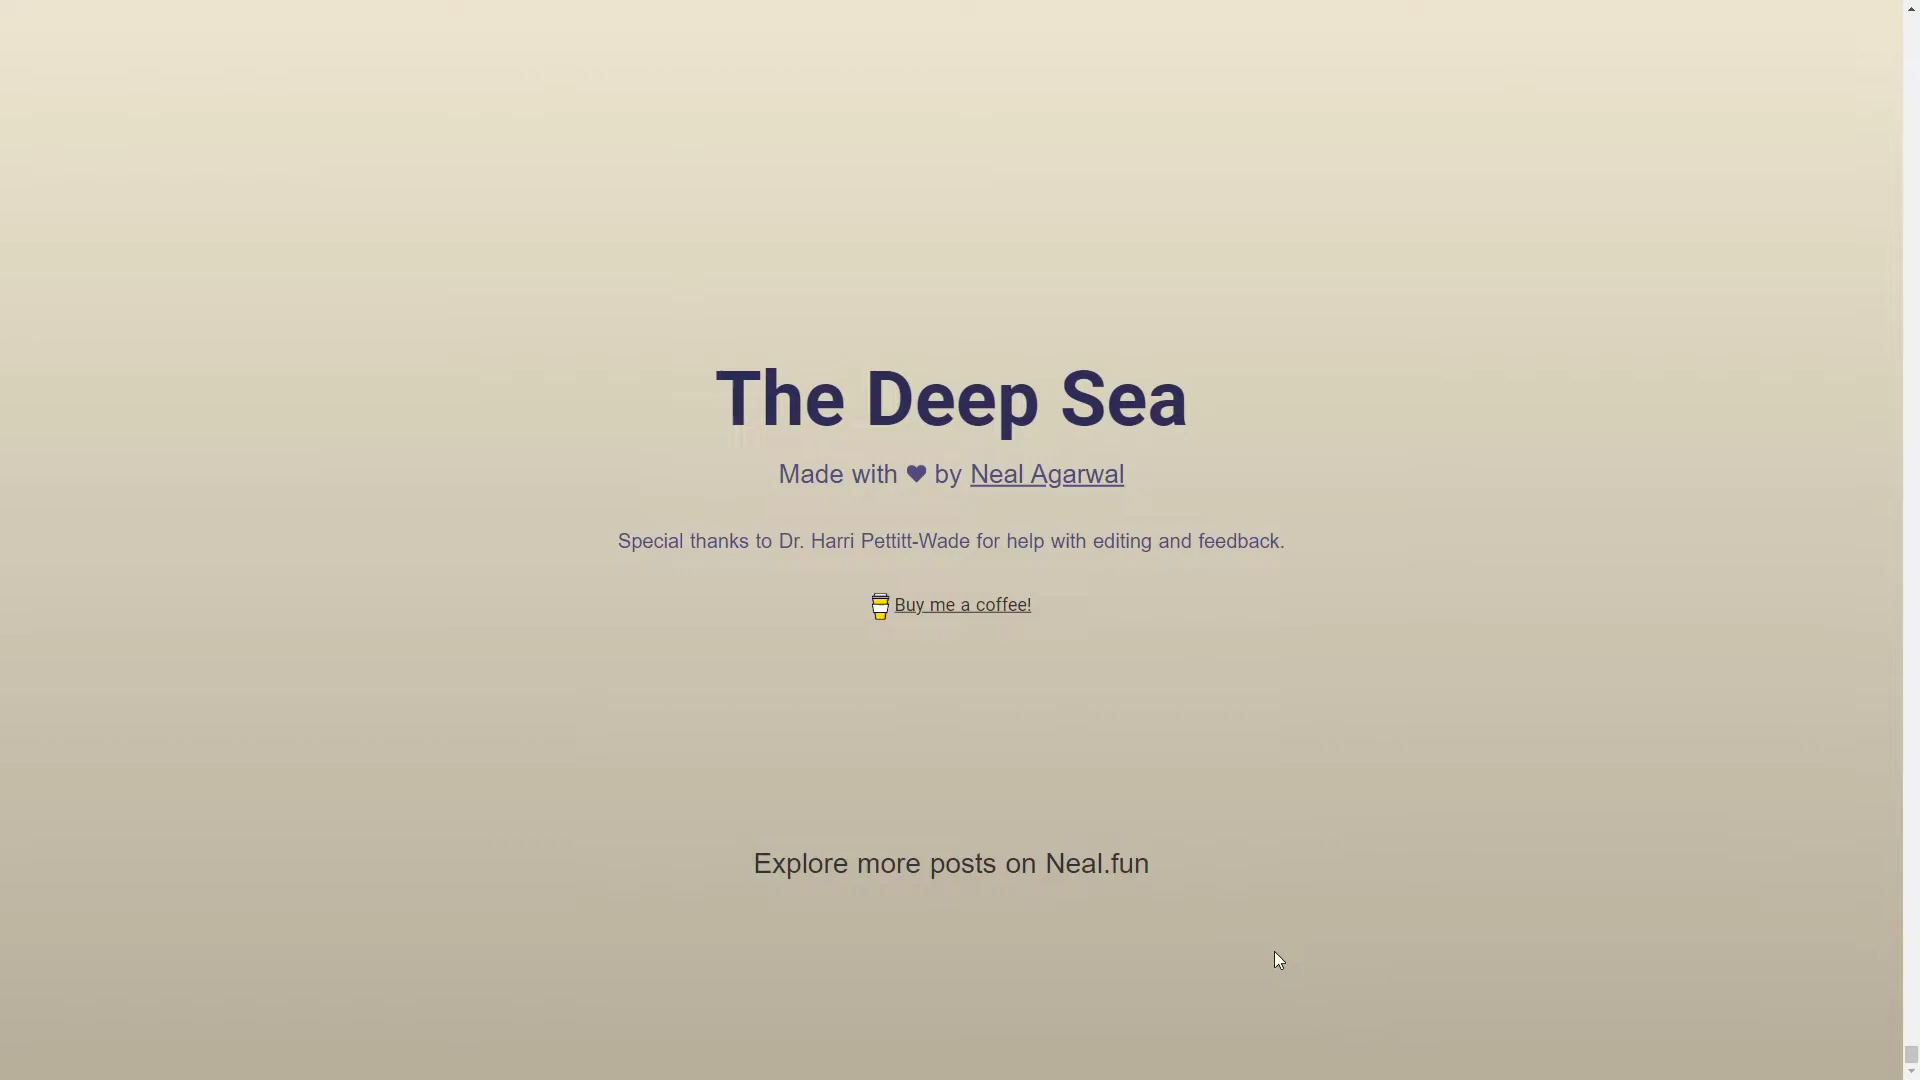 The Deep Sea
Made with ♥ by Neal Agarwal
Special thanks to Dr. Harri Pettitt-Wade for help with editing and feedback.
Buy me a coffee!
Explore more posts on Neal.fun